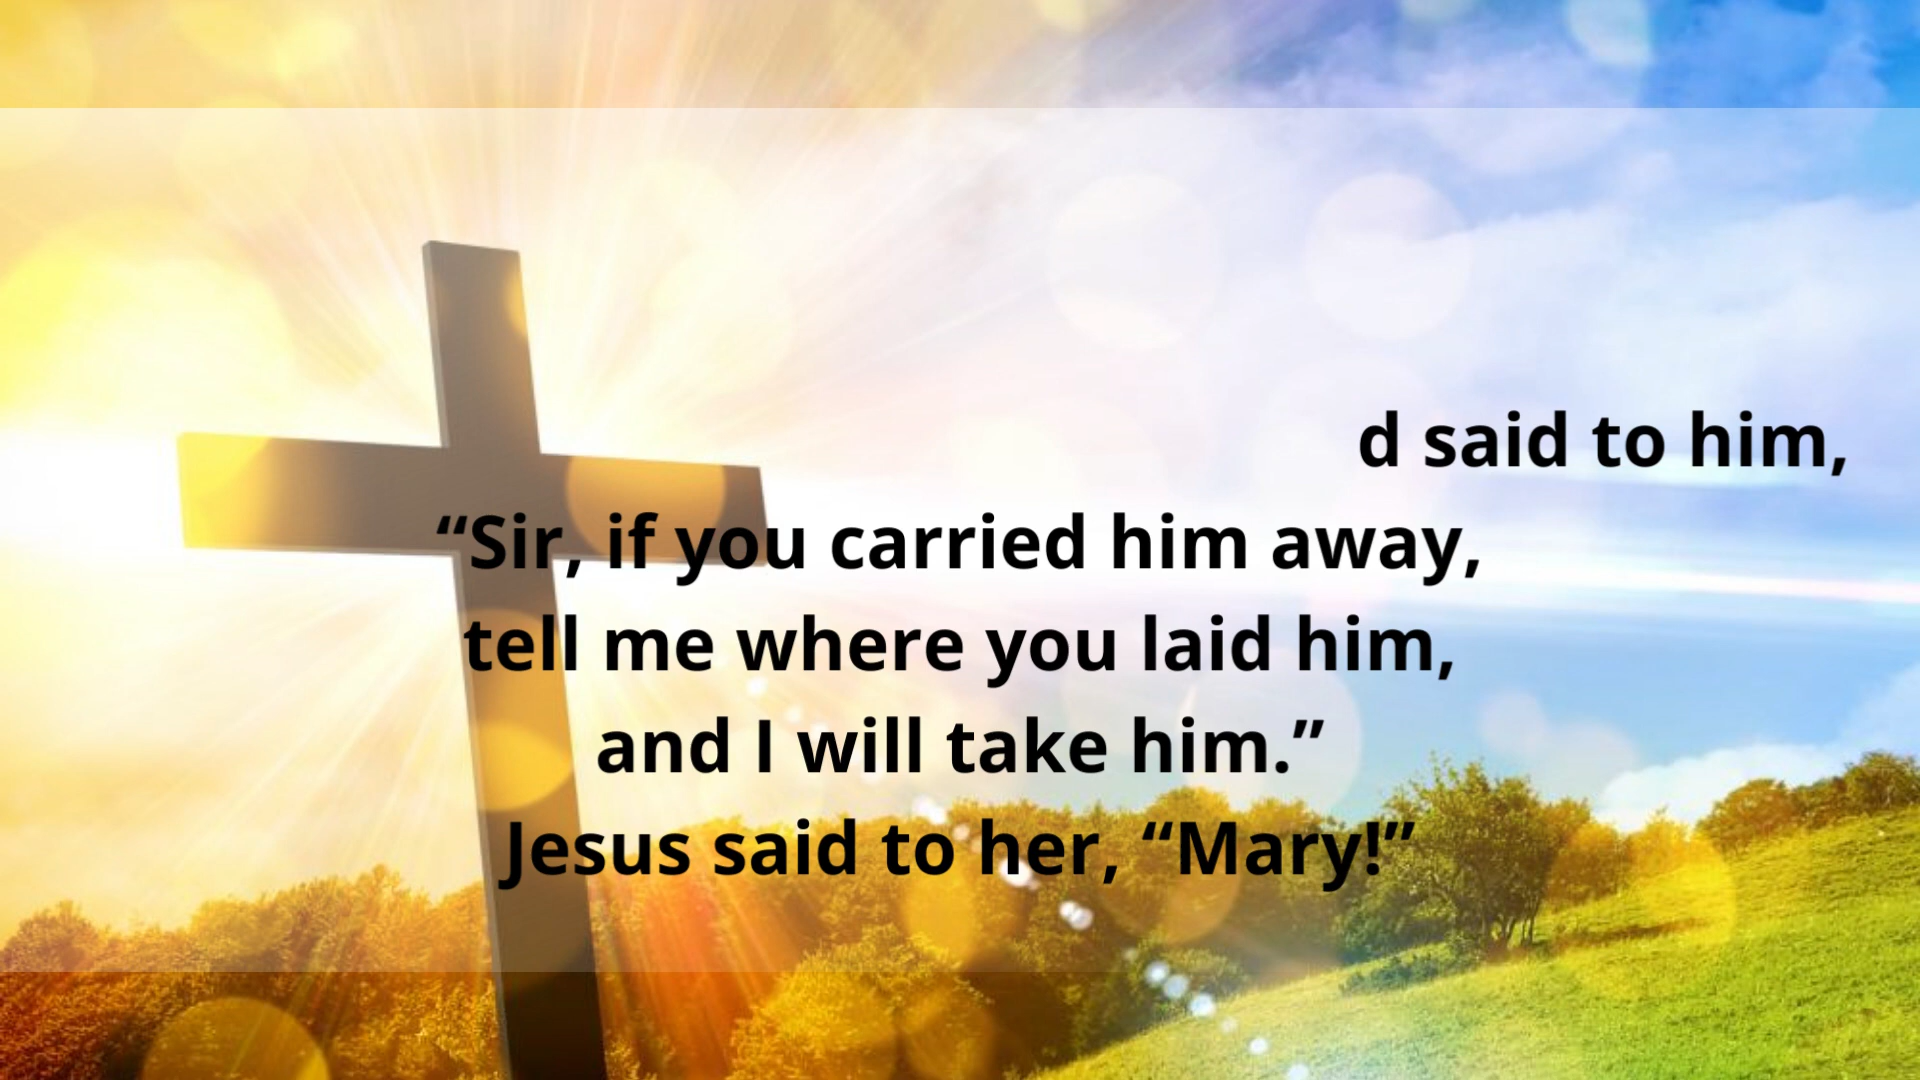 d said to him,
“Sir, if you carried him away,
tell me where you laid him,
and I will take him.”
Jesus said to her, “Mary!”